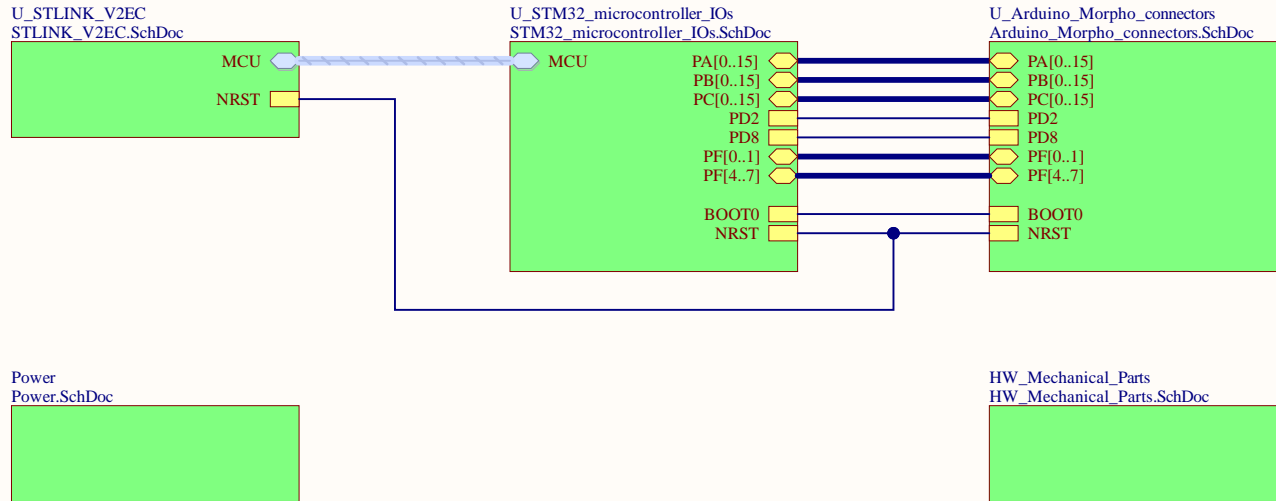 U_STLINK_V2EC
STLINK_V2EC.SchDoc
MCU
NRST
U_STM32_microcontroller_IOs
STM32_microcontroller_IOs.SchDoc
MCU
PA[0..15]
PB[0..15]
PC[0..15]
PD2
PD8
PF[0..1]
PF[4..7]
BOOT0
NRST
U_Arduino_Morpho_connectors
Arduino_Morpho_connectors.SchDoc
PA[0..15]
PB[0..15]
PC[0..15]
PD2
PD8
PF[0..1]
PF[4..7]
BOOT0
NRST
Power
Power.SchDoc
HW_Mechanical_Parts
HW_Mechanical_Parts.SchDoc